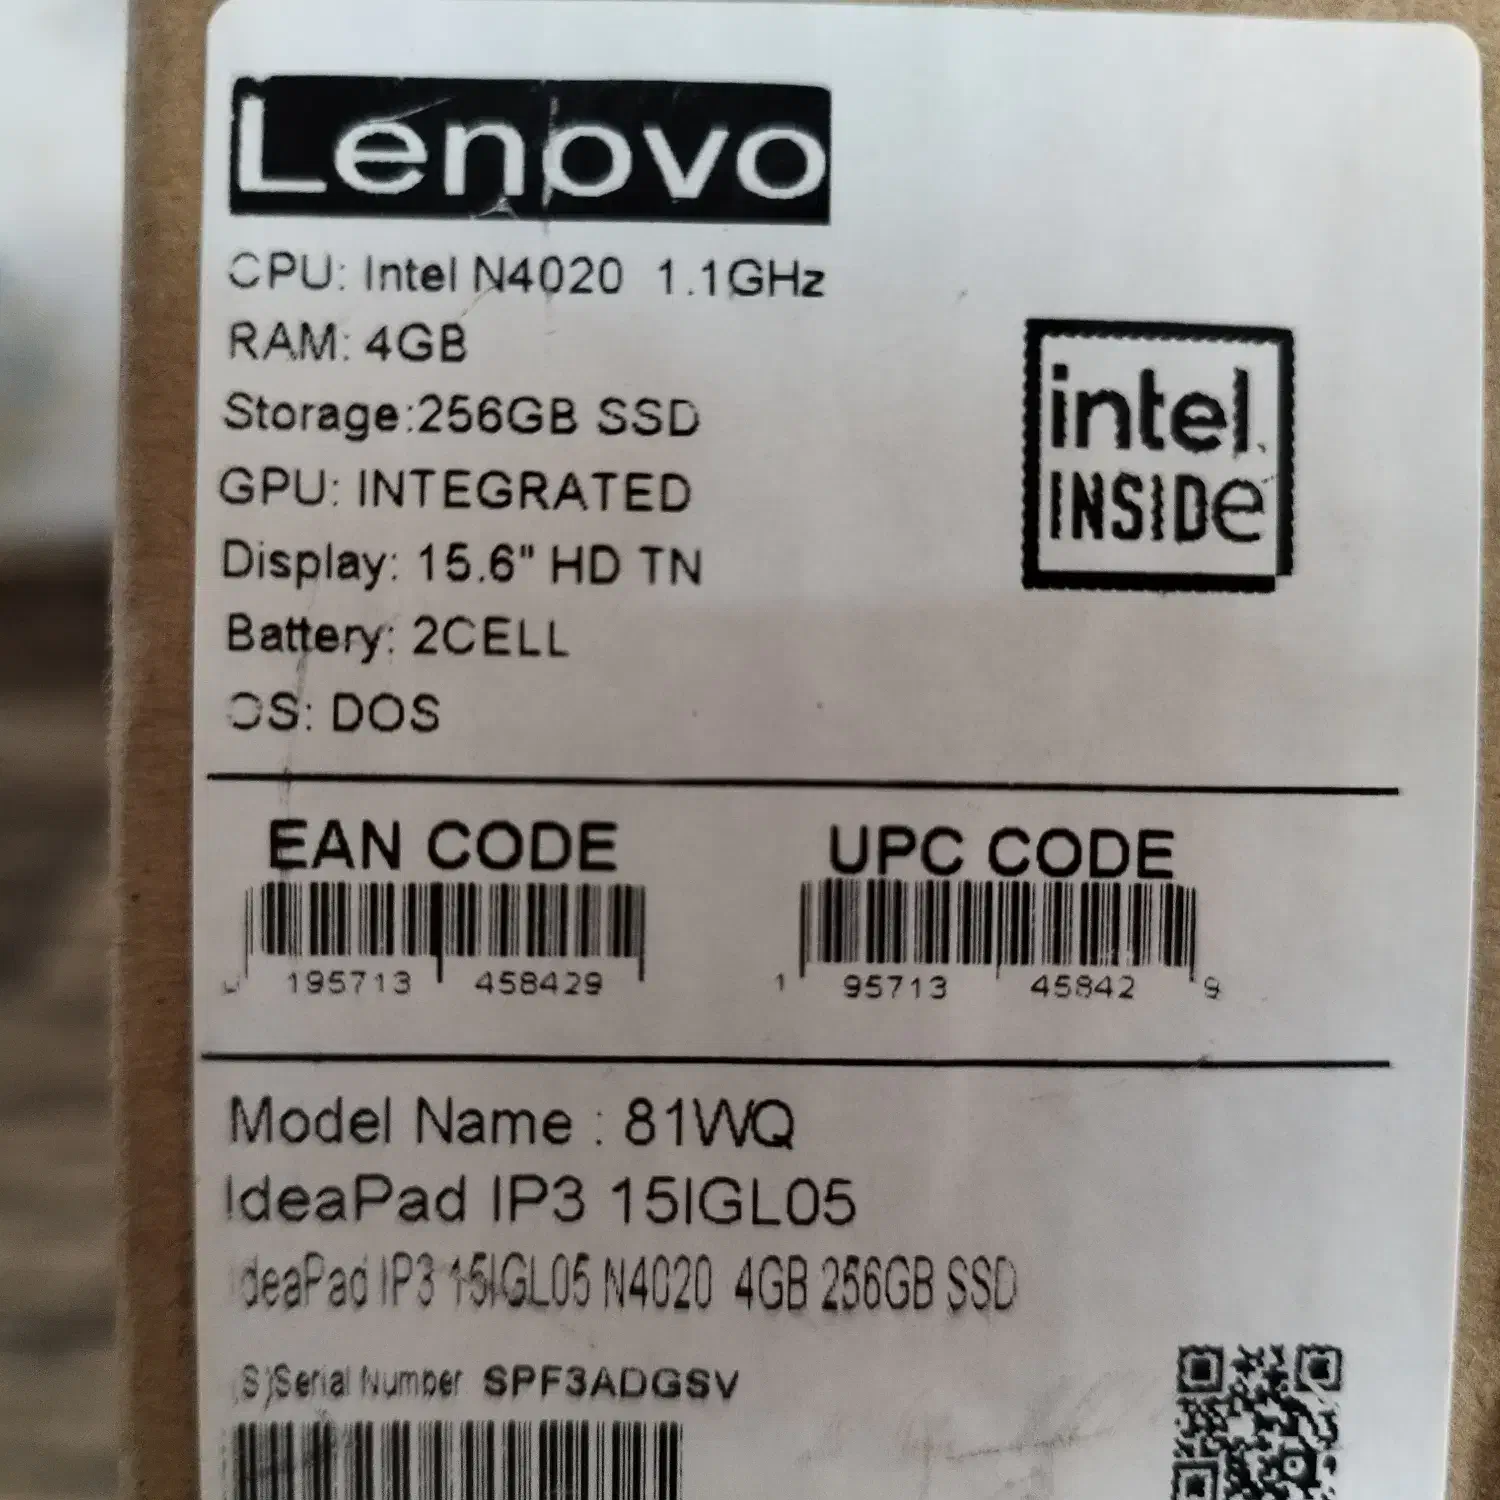 Lenovo
CPU: Intel N4020 1.1GHz
RAM: 4GB
Storage:256GB SSD
GPU: INTEGRATED
Display: 15.6" HD TN
Battery: 2CELL
OS: DOS
intel
INSIDe
EAN CODE
UPC CODE
0 195713 458429
1 95713 45842 9
Model Name : 81WQ
IdeaPad IP3 15IGL05
IdeaPad IP3 15IGL05 N4020 4GB 256GB SSD
(S)Serial Number SPF3ADGSV